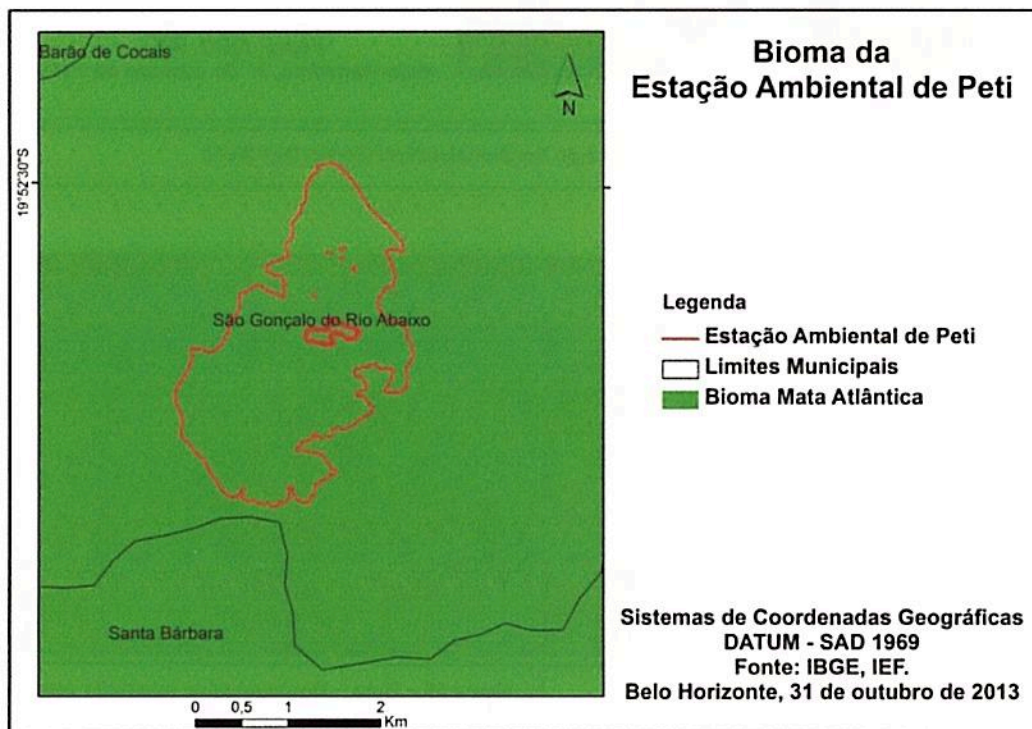 Barão de Cocais
N
19°52'30"S
São Gonçalo do Rio Abaixo
Santa Bárbara
0 0,5 1 2
Km
Bioma da
Estação Ambiental de Peti
Legenda
Estação Ambiental de Peti
Limites Municipais
Bioma Mata Atlântica
Sistemas de Coordenadas Geográficas
DATUM - SAD 1969
Fonte: IBGE, IEF.
Belo Horizonte, 31 de outubro de 2013